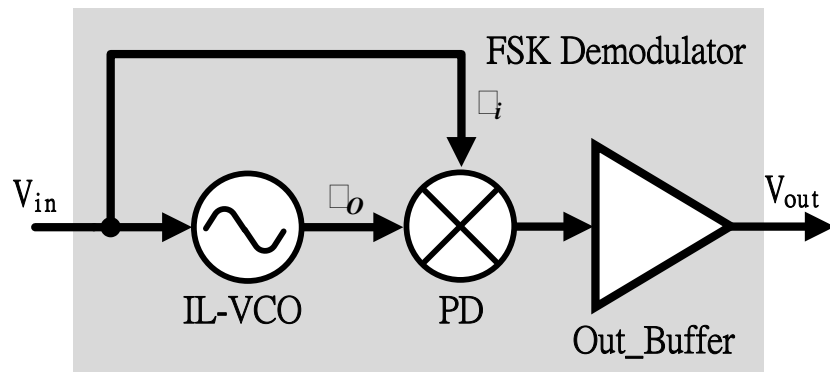 FSK Demodulator
□i
Vin
□O
Vout
IL-VCO
PD
Out_Buffer